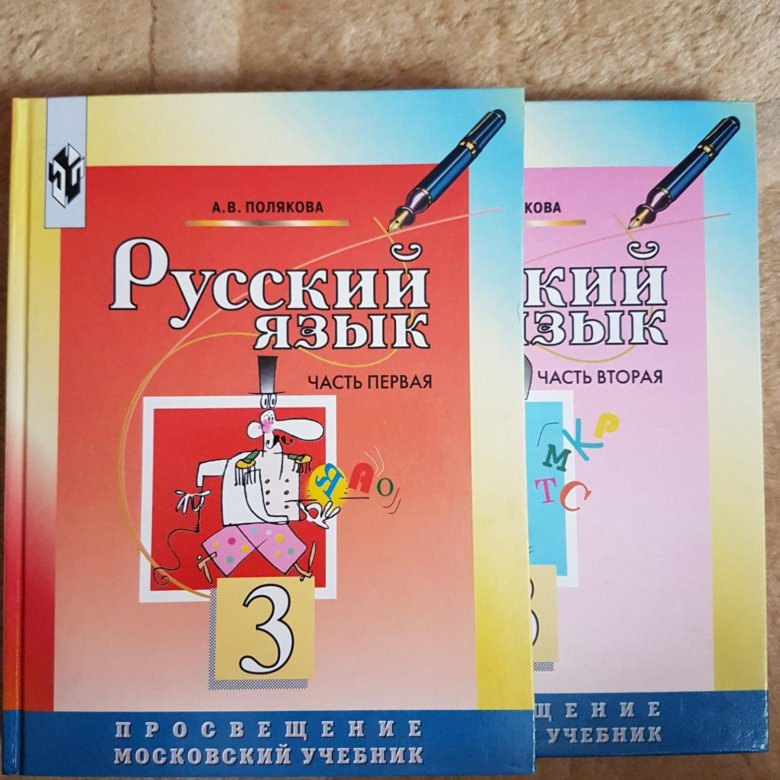 А.В. ПОЛЯКОВА
РУССКИЙ
ЯЗЫК
ЧАСТЬ ПЕРВАЯ
Я А О
3
ПРОСВЕЩЕНИЕ
МОСКОВСКИЙ УЧЕБНИК
КОВА
КИЙ
ЗЫК
ЧАСТЬ ВТОРАЯ
М К Р
Т С
ЩЕНИЕ
УЧЕБНИК